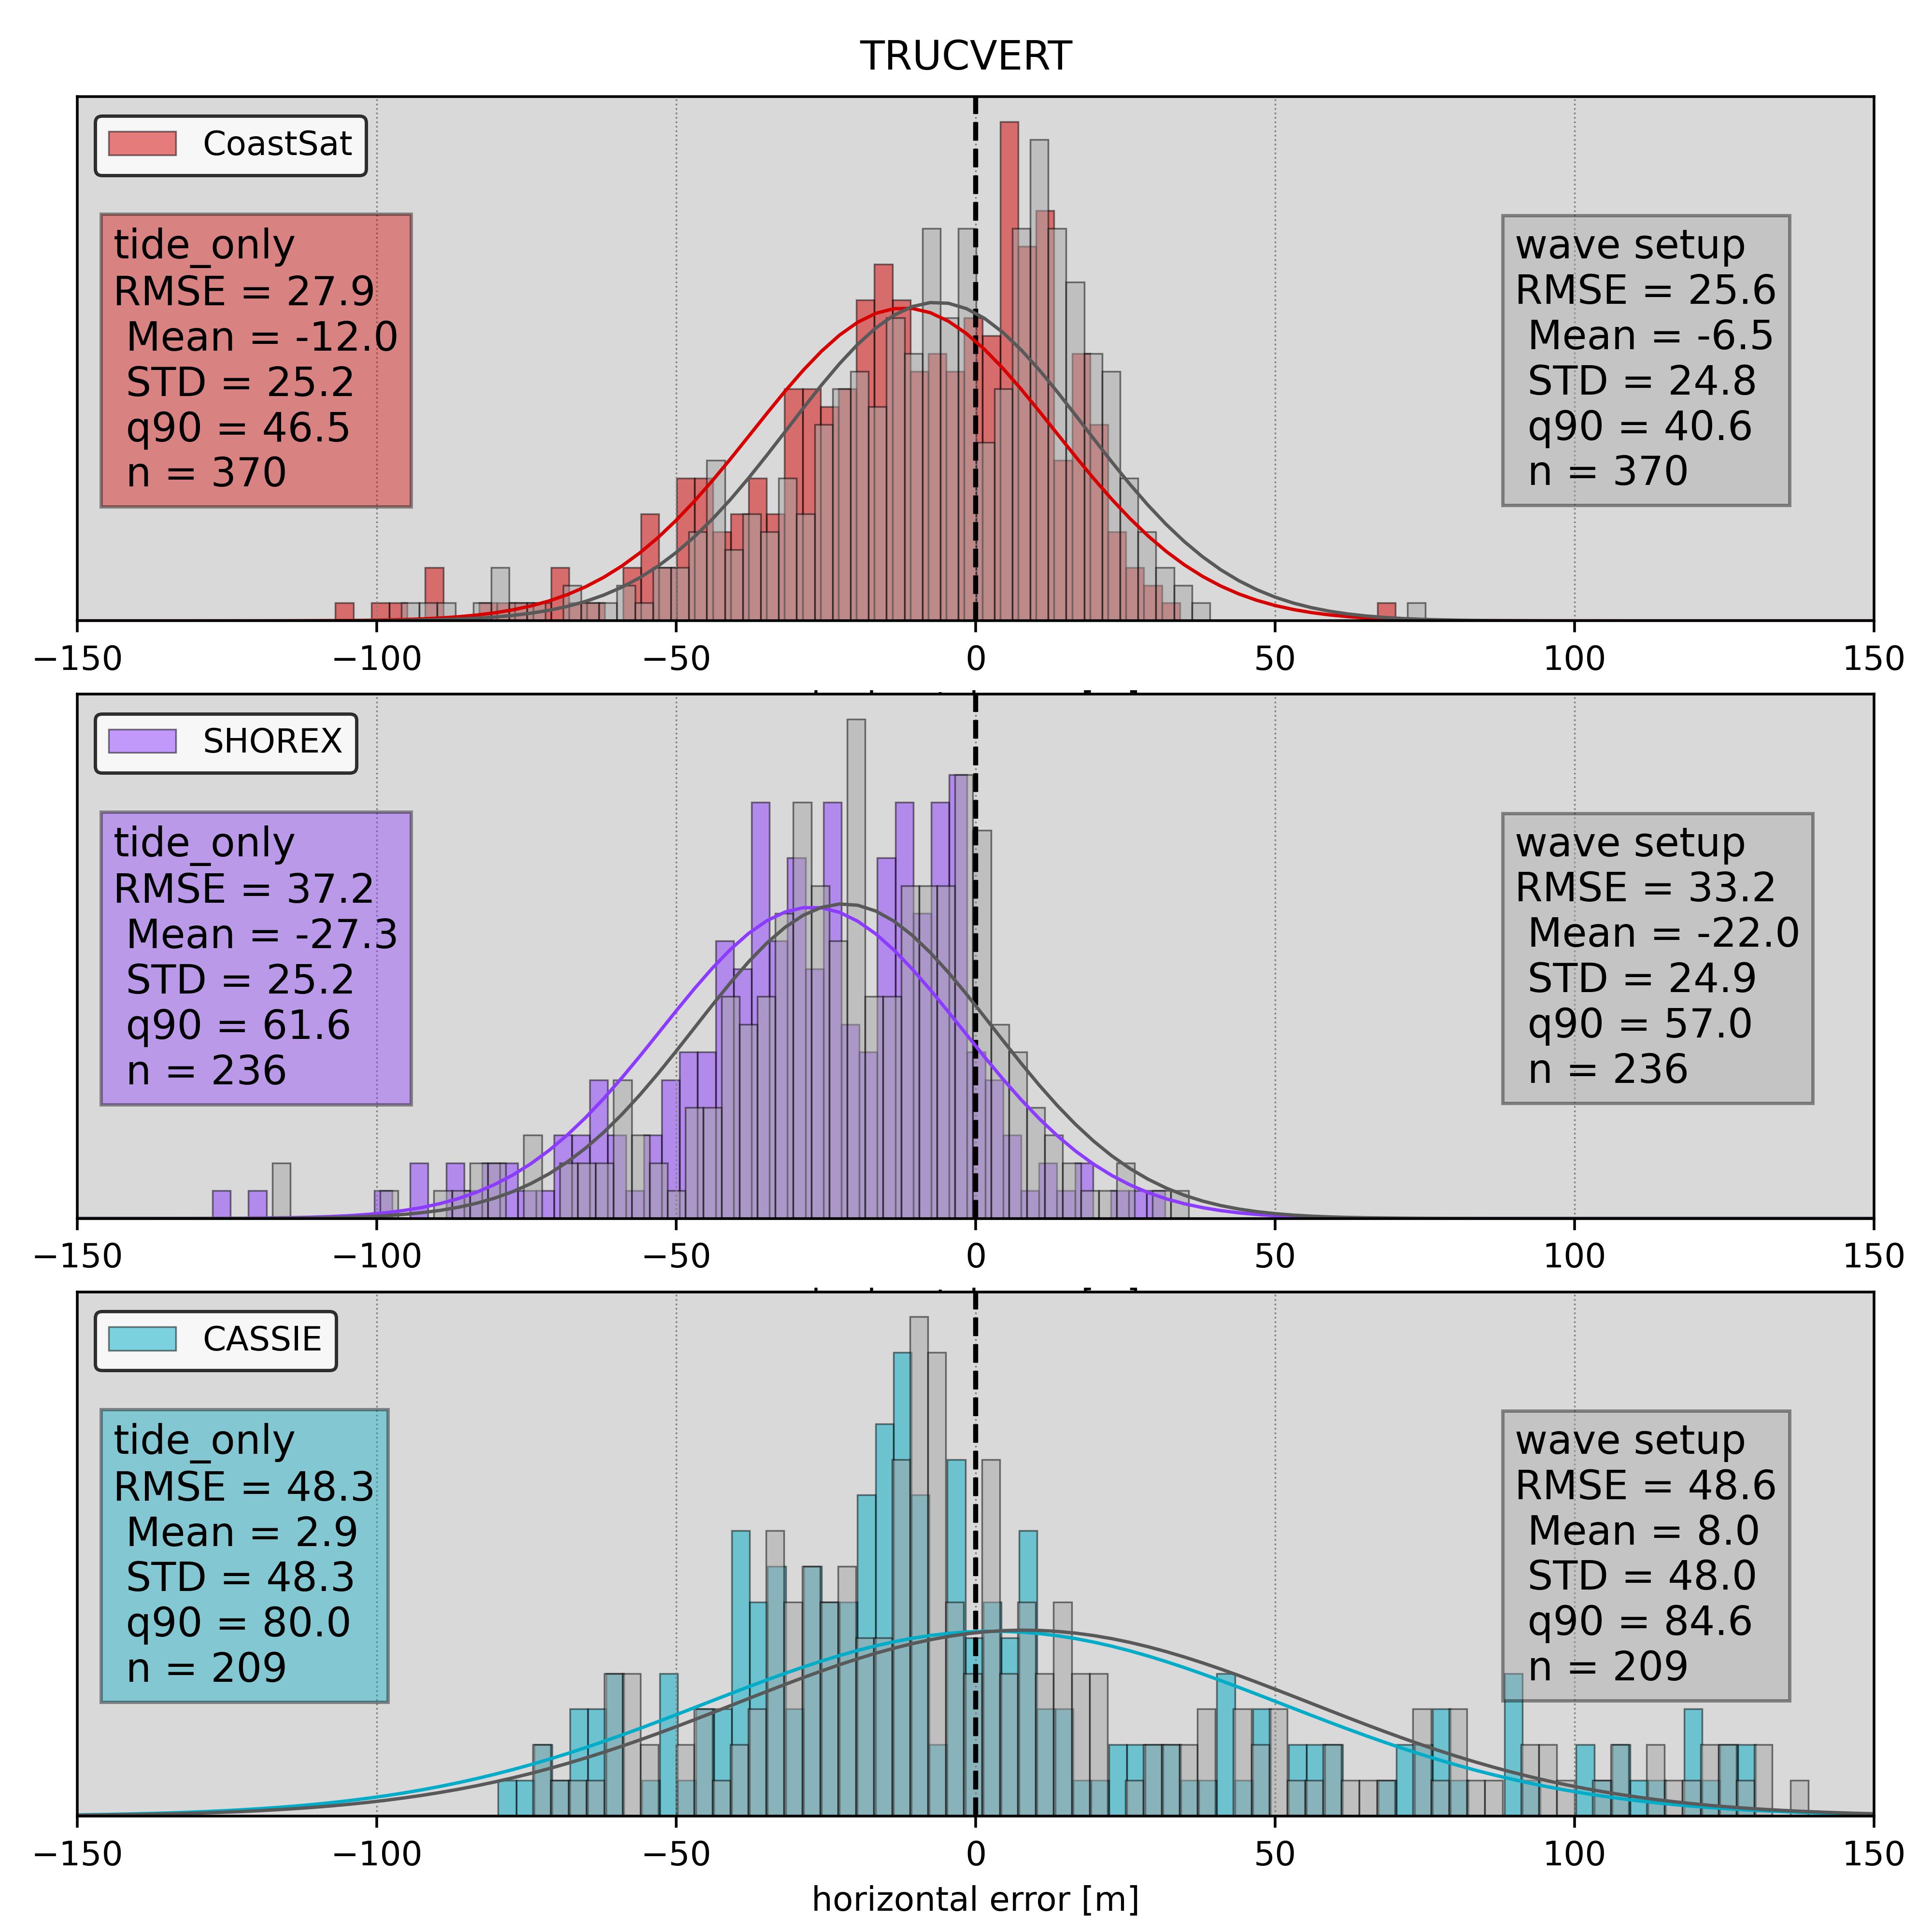 TRUCVERT
CoastSat
tide_only
RMSE = 27.9
Mean = -12.0
STD = 25.2
q90 = 46.5
n = 370
wave setup
RMSE = 25.6
Mean = -6.5
STD = 24.8
q90 = 40.6
n = 370
−150 −100 −50 0 50 100 150
SHOREX
tide_only
RMSE = 37.2
Mean = -27.3
STD = 25.2
q90 = 61.6
n = 236
wave setup
RMSE = 33.2
Mean = -22.0
STD = 24.9
q90 = 57.0
n = 236
−150 −100 −50 0 50 100 150
CASSIE
tide_only
RMSE = 48.3
Mean = 2.9
STD = 48.3
q90 = 80.0
n = 209
wave setup
RMSE = 48.6
Mean = 8.0
STD = 48.0
q90 = 84.6
n = 209
−150 −100 −50 0 50 100 150
horizontal error [m]